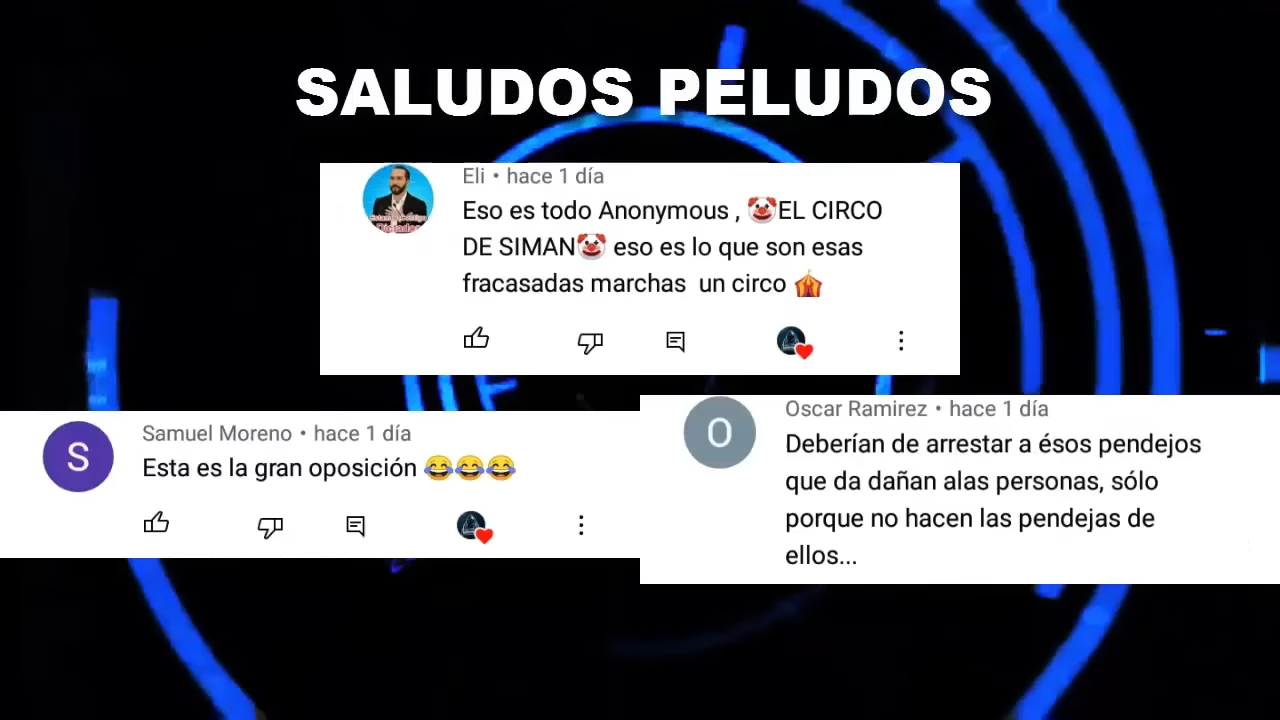 SALUDOS PELUDOS
Eli • hace 1 día
Eso es todo Anonymous , 🤡EL CIRCO
DE SIMAN🤡 eso es lo que son esas
fracasadas marchas un circo 🎪
Samuel Moreno • hace 1 día
S
Esta es la gran oposición 😂😂😂
Oscar Ramirez • hace 1 día
O
Deberían de arrestar a ésos pendejos
que da dañan alas personas, sólo
porque no hacen las pendejas de
ellos...